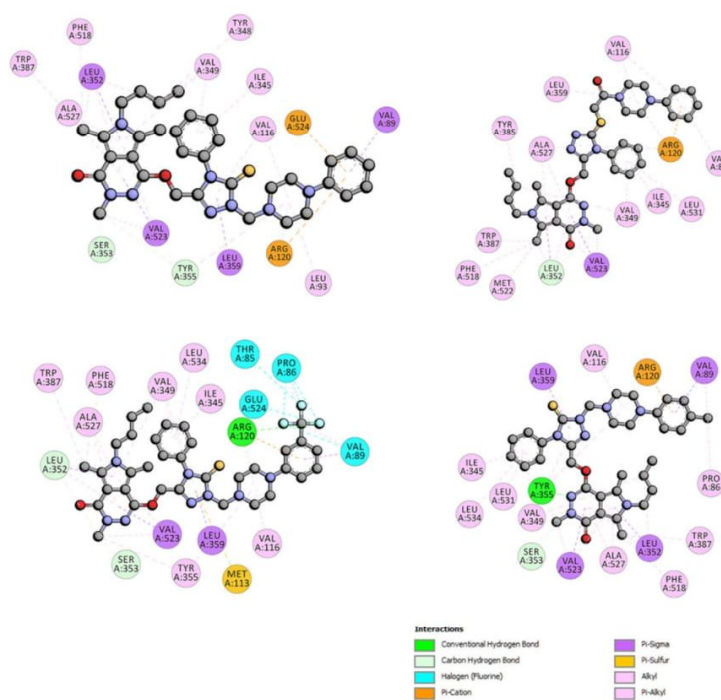 PHE
A:518
TYR
A:348
TRP
A:387
LEU
A:352
VAL
A:349
ILE
A:345
ALA
A:527
VAL
A:116
GLU
A:524
VAL
A:89
SER
A:353
VAL
A:523
TYR
A:355
LEU
A:359
ARG
A:120
LEU
A:93
VAL
A:116
LEU
A:359
TYR
A:385
ALA
A:527
ARG
A:120
ILE
A:345
LEU
A:531
VAL
A:349
TRP
A:387
PHE
A:518
MET
A:522
LEU
A:352
VAL
A:523
LEU
A:534
THR
A:85
PRO
A:86
TRP
A:387
PHE
A:518
VAL
A:349
ILE
A:345
GLU
A:524
ALA
A:527
ARG
A:120
VAL
A:89
LEU
A:352
VAL
A:523
LEU
A:359
VAL
A:116
SER
A:353
TYR
A:355
MET
A:113
VAL
A:116
LEU
A:359
ARG
A:120
VAL
A:89
ILE
A:345
TYR
A:355
PRO
A:86
LEU
A:531
LEU
A:534
VAL
A:349
SER
A:353
VAL
A:523
ALA
A:527
LEU
A:352
TRP
A:387
PHE
A:518
Interactions
Conventional Hydrogen Bond
Carbon Hydrogen Bond
Halogen (Fluorine)
Pi-Cation
Pi-Sigma
Pi-Sulfur
Alkyl
Pi-Alkyl